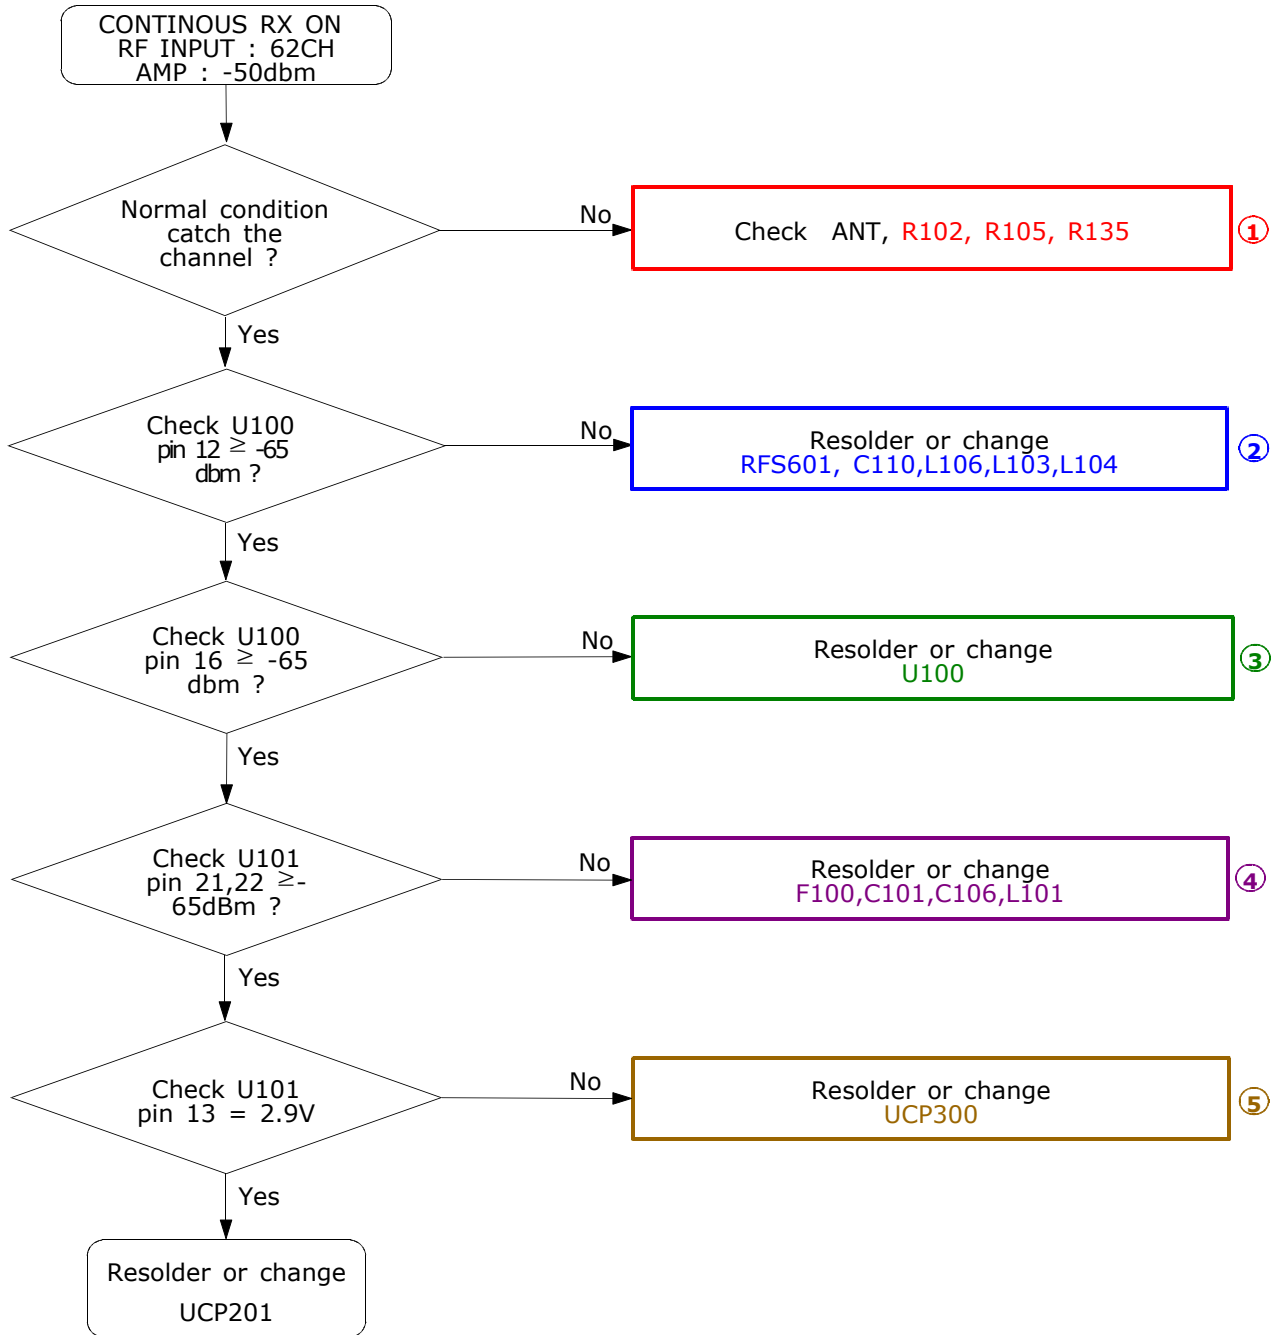 CONTINOUS RX ON
RF INPUT : 62CH
AMP : -50dbm
Normal condition
catch the
channel ?
No
Check ANT, R102, R105, R135
1
Yes
Check U100
pin 12 ≥ -65
dbm ?
No
Resolder or change
RFS601, C110,L106,L103,L104
2
Yes
Check U100
pin 16 ≥ -65
dbm ?
No
Resolder or change
U100
3
Yes
Check U101
pin 21,22 ≥-
65dBm ?
No
Resolder or change
F100,C101,C106,L101
4
Yes
Check U101
pin 13 = 2.9V
No
Resolder or change
UCP300
5
Yes
Resolder or change
UCP201